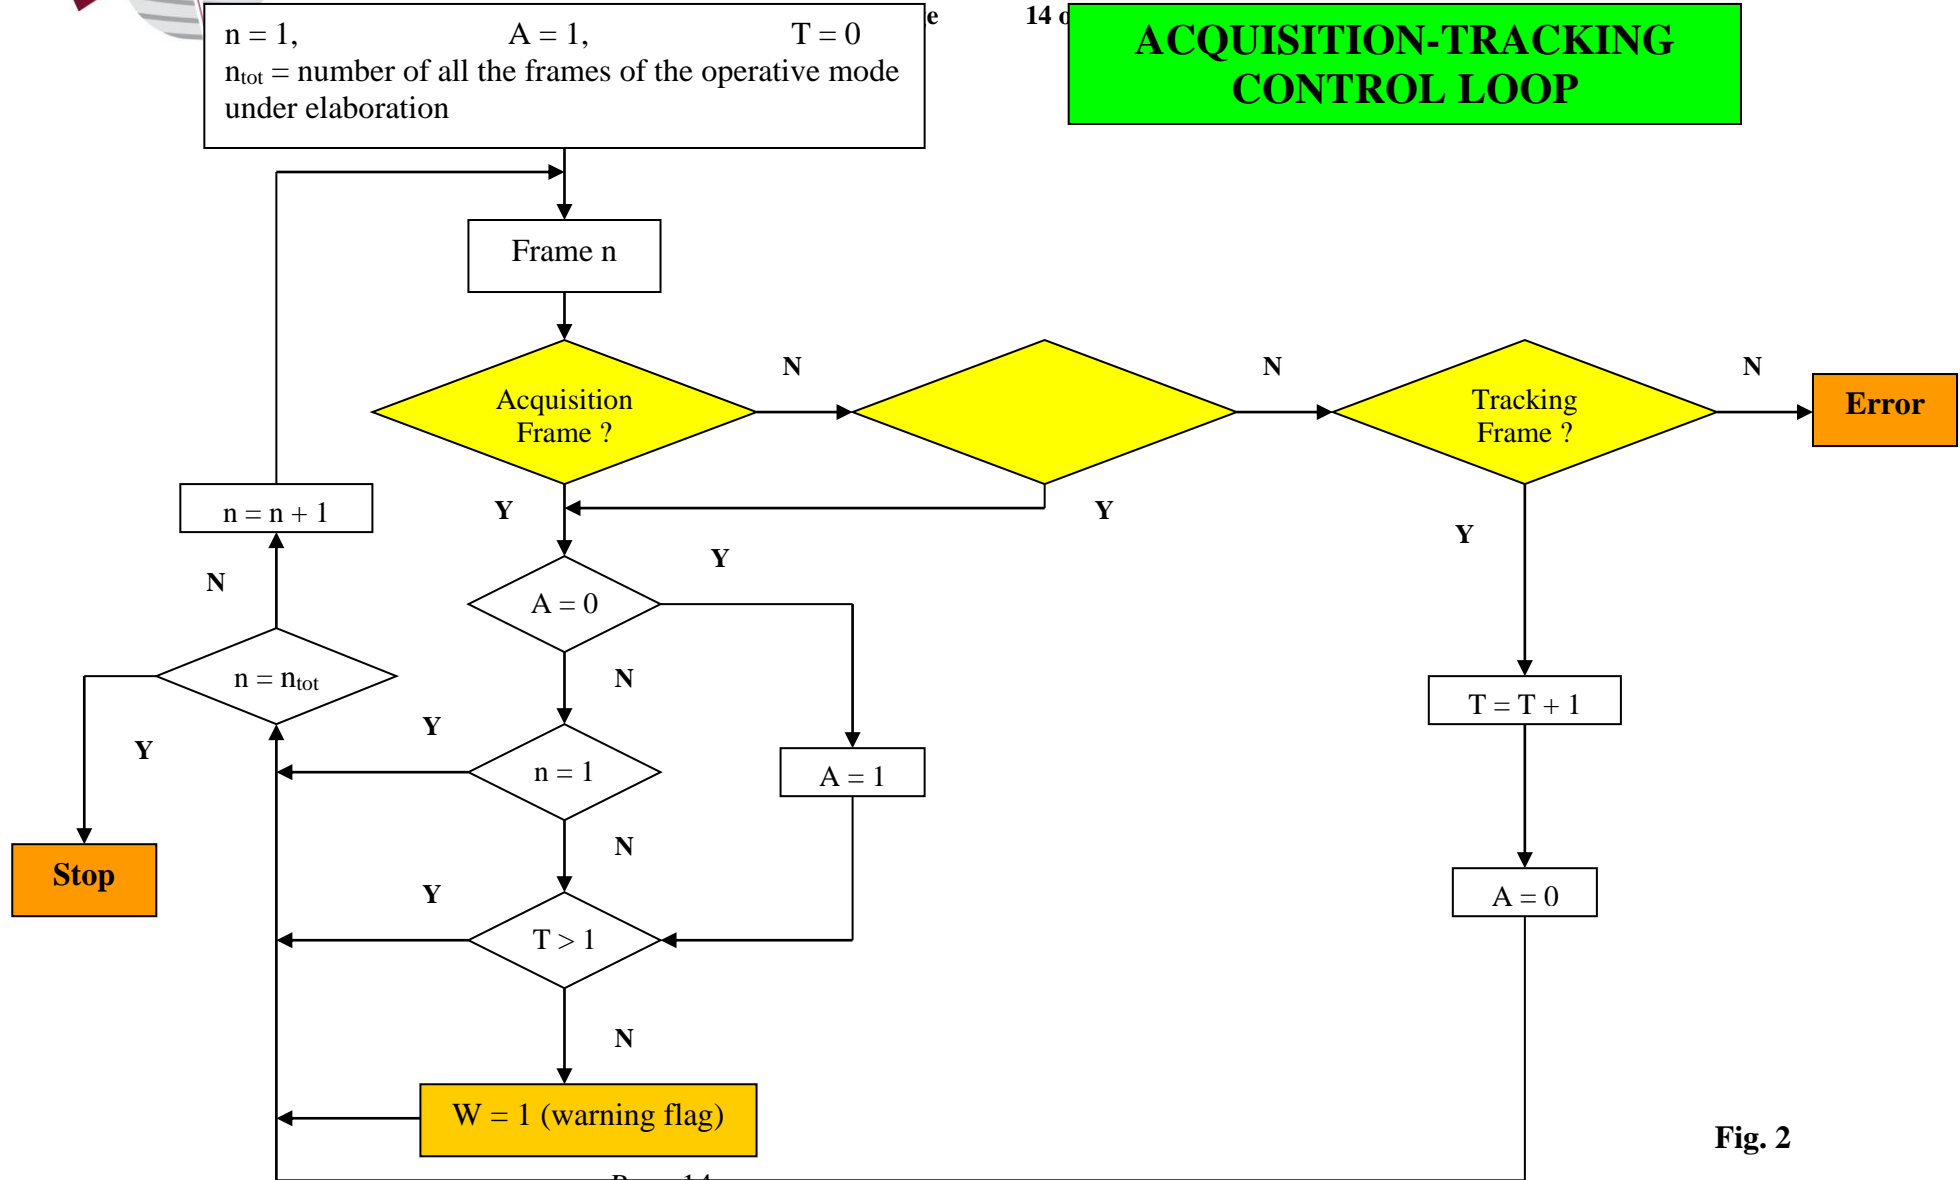 14
ACQUISITION-TRACKING
CONTROL LOOP
n = 1, A = 1, T = 0
ntot = number of all the frames of the operative mode
under elaboration
Frame n
Acquisition
Frame ?
N
N
Tracking
Frame ?
N
Error
n = n + 1
Y
Y
Y
Y
N
A = 0
n = ntot
N
T = T + 1
Y
Y
n = 1
A = 1
N
Stop
Y
A = 0
T > 1
N
W = 1 (warning flag)
Fig. 2